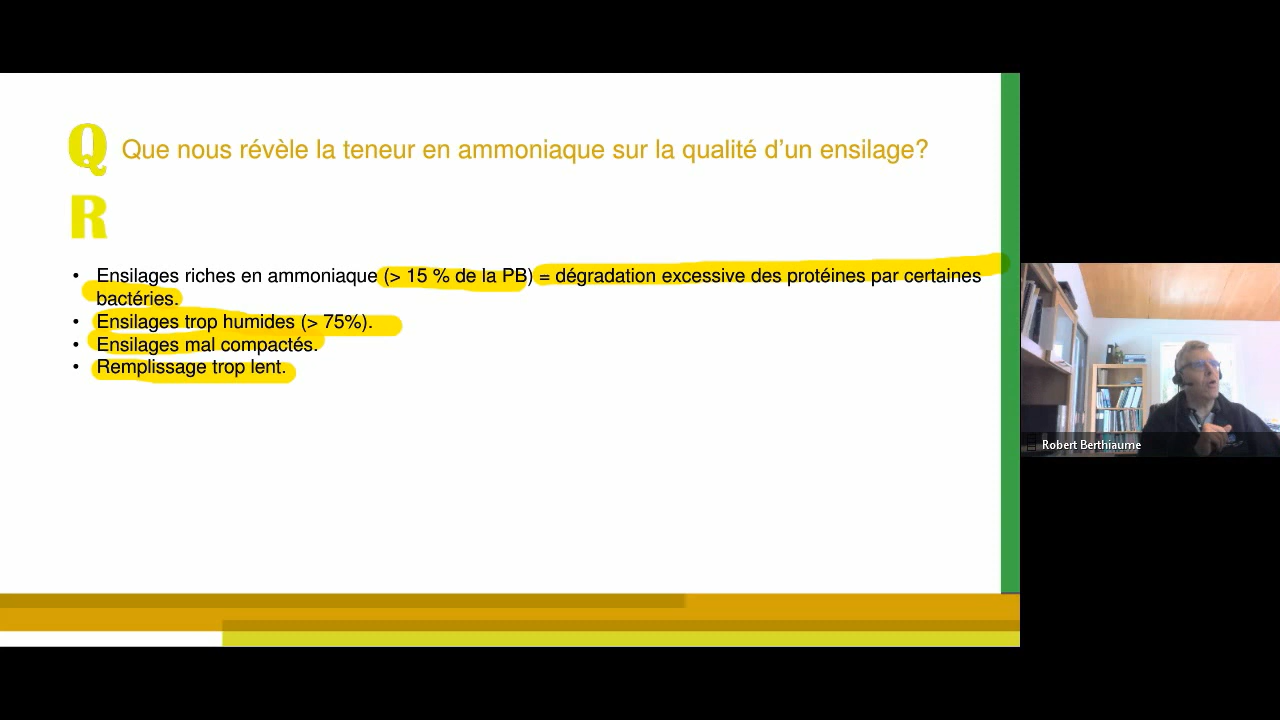 Q Que nous révèle la teneur en ammoniaque sur la qualité d'un ensilage?
R
• Ensilages riches en ammoniaque (> 15 % de la PB) = dégradation excessive des protéines par certaines
bactéries.
• Ensilages trop humides (> 75%).
• Ensilages mal compactés.
• Remplissage trop lent.
Robert Berthiaume